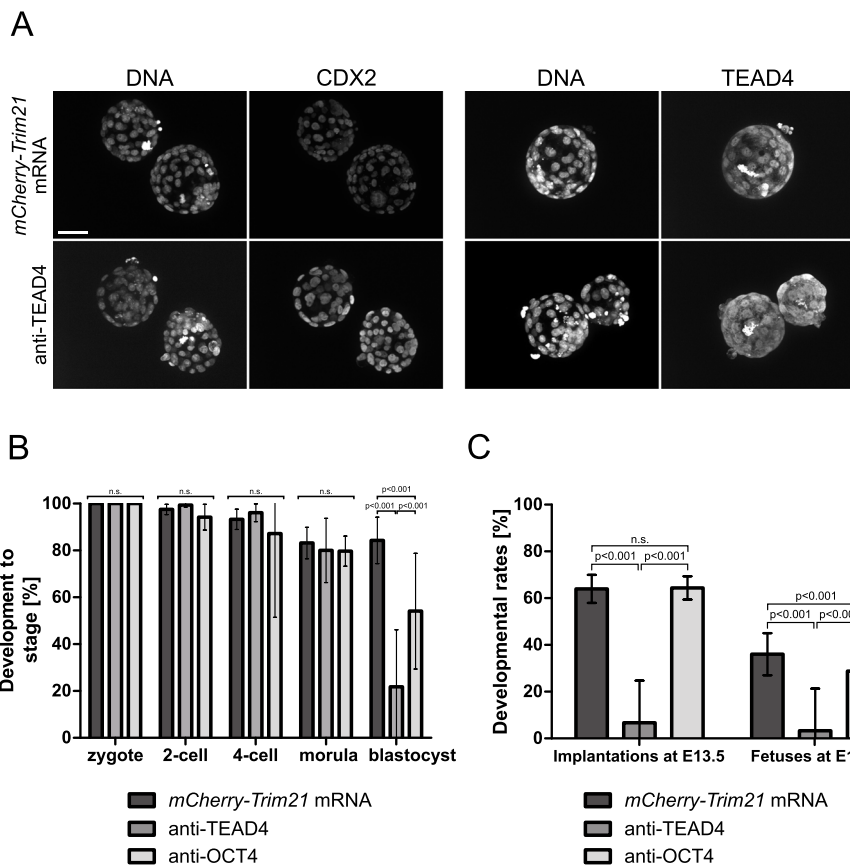 A
DNA CDX2 DNA TEAD4
mCherry-Trim21
mRNA
anti-TEAD4
B
n.s. n.s. n.s. n.s. p<0.001
p<0.001 p<0.001
100
80
60
40
20
0
Development to
stage [%]
zygote 2-cell 4-cell morula blastocyst
mCherry-Trim21 mRNA
anti-TEAD4
anti-OCT4
C
n.s.
p<0.001 p<0.001
p<0.001
p<0.001
100
80
60
40
20
0
Developmental rates [%]
Implantations at E13.5 Fetuses at
mCherry-Trim21 mRNA
anti-TEAD4
anti-OCT4